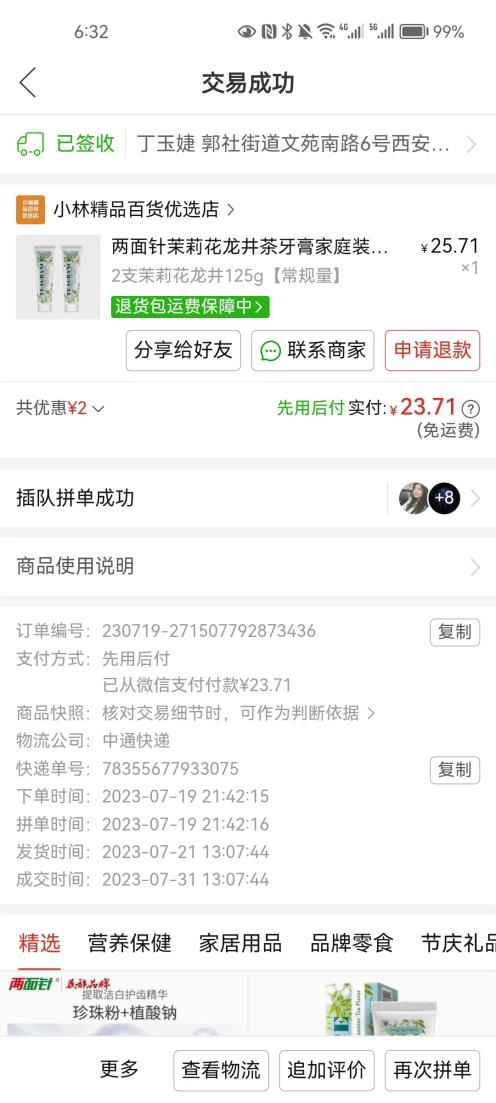 6:32
4G 5G 99%
交易成功
已签收 丁玉婕 郭社街道文苑南路6号西安...
小林精品百货优选店
两面针茉莉花龙井茶牙膏家庭装... ¥25.71
2支茉莉花龙井125g【常规量】 ×1
退货包运费保障中
分享给好友 联系商家 申请退款
共优惠¥2 先用后付 实付:¥23.71
(免运费)
插队拼单成功 +8
商品使用说明
订单编号: 230719-271507792873436 复制
支付方式: 先用后付
已从微信支付付款¥23.71
商品快照: 核对交易细节时，可作为判断依据
物流公司: 中通快递
快递单号: 78355677933075 复制
下单时间: 2023-07-19 21:42:15
拼单时间: 2023-07-19 21:42:16
发货时间: 2023-07-21 13:07:44
成交时间: 2023-07-31 13:07:44
精选 营养保健 家居用品 品牌零食 节庆礼品
两面针 民族品牌
提取洁白护齿精华
珍珠粉+植酸钠
更多 查看物流 追加评价 再次拼单